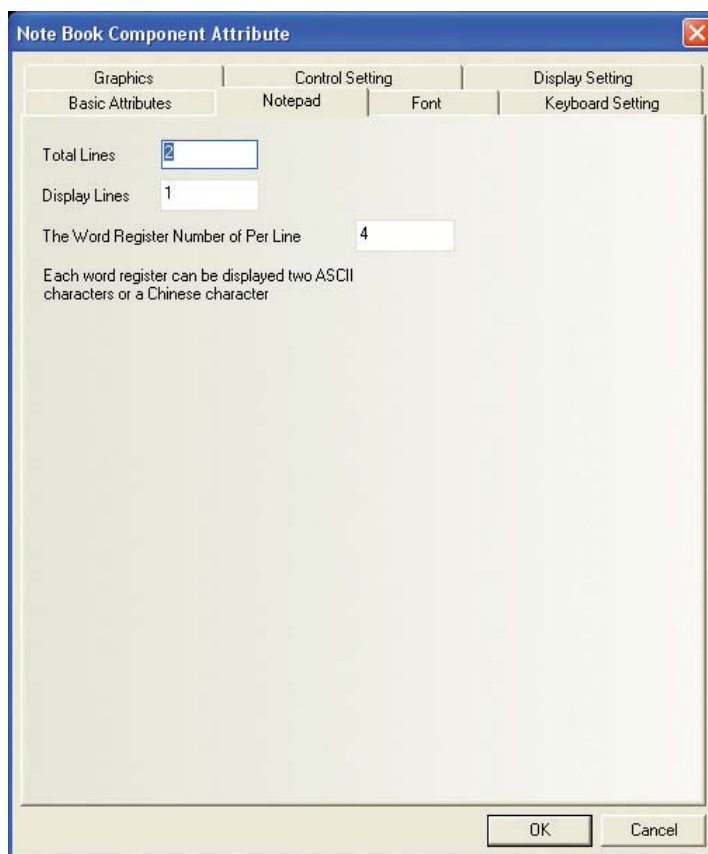 Note Book Component Attribute
Graphics Control Setting Display Setting
Basic Attributes Notepad Font Keyboard Setting
Total Lines 2
Display Lines 1
The Word Register Number of Per Line 4
Each word register can be displayed two ASCII
characters or a Chinese character
OK Cancel